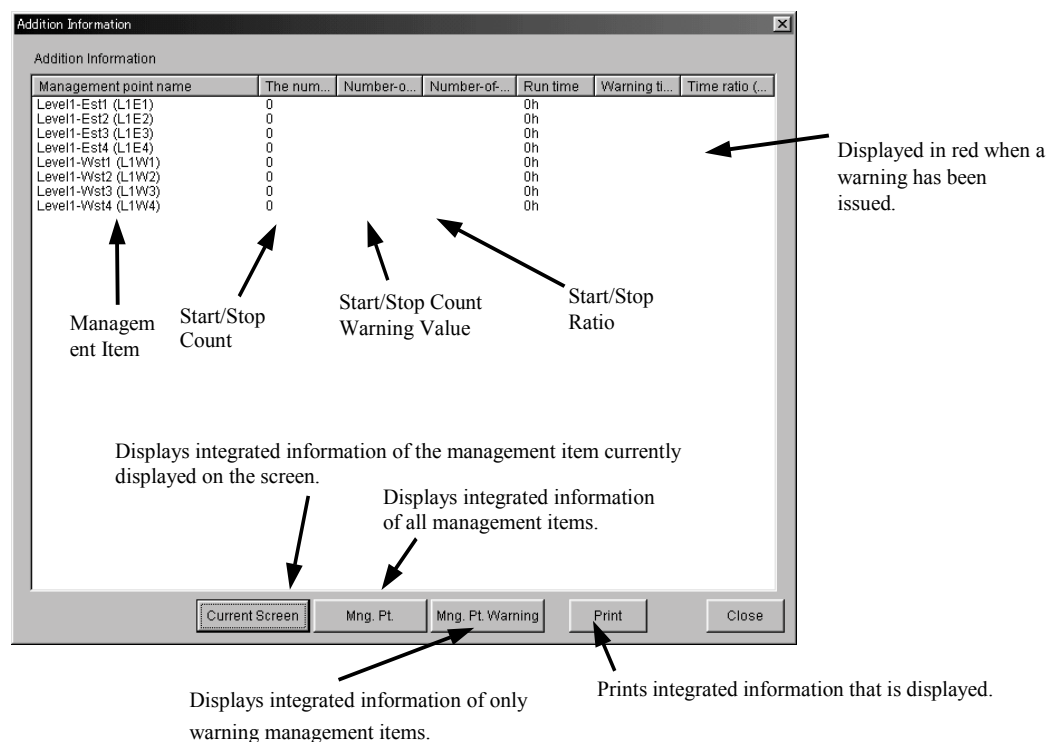 Addition Information
Addition Information
Management point name The num... Number-o... Number-of-... Run time Warning ti... Time ratio (...
Level1-Est1 (L1E1) 0 0h
Level1-Est2 (L1E2) 0 0h
Level1-Est3 (L1E3) 0 0h
Level1-Est4 (L1E4) 0 0h
Level1-Wst1 (L1W1) 0 0h
Level1-Wst2 (L1W2) 0 0h
Level1-Wst3 (L1W3) 0 0h
Level1-Wst4 (L1W4) 0 0h
Displayed in red when a
warning has been
issued.
Managem
ent Item
Start/Stop
Count
Start/Stop Count
Warning Value
Start/Stop
Ratio
Displays integrated information of the management item currently
displayed on the screen.
Displays integrated information
of all management items.
Current Screen Mng. Pt. Mng. Pt. Warning Print Close
Displays integrated information of only
warning management items.
Prints integrated information that is displayed.